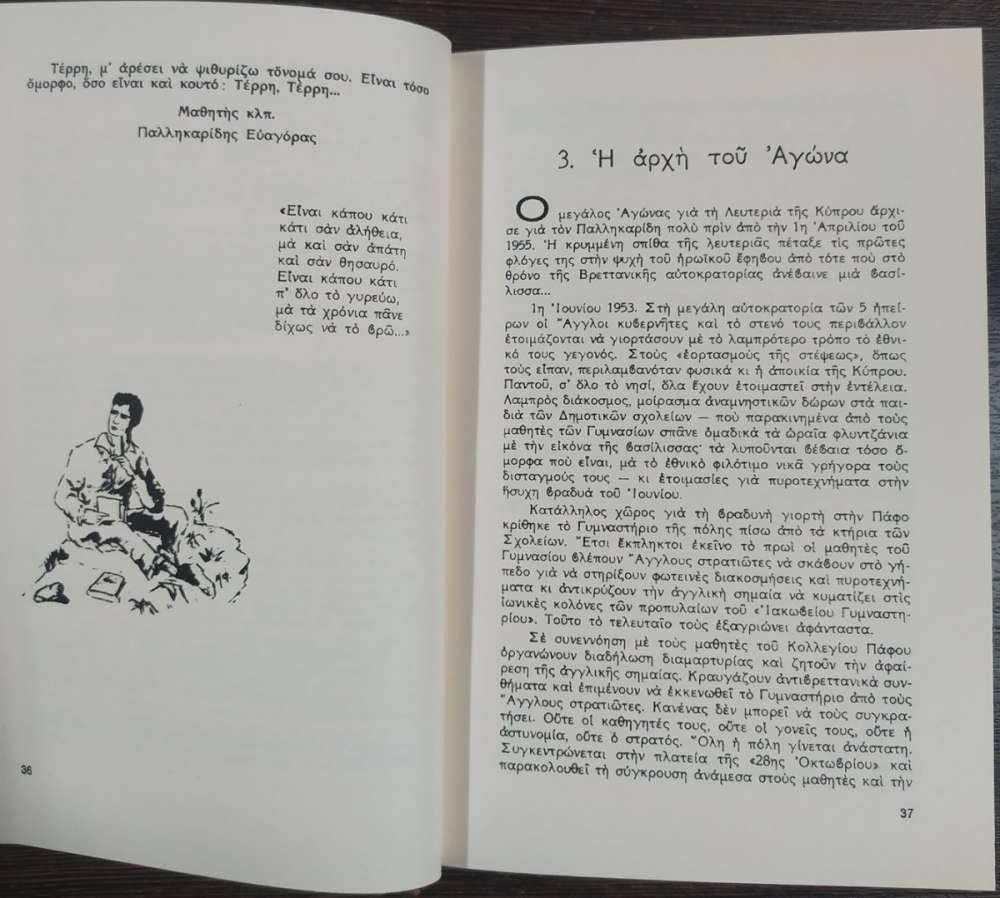 Τέρρη, μ' ἀρέσει νὰ ψιθυρίζω τὄνομά σου. Εἶναι τόσο
ὄμορφο, ὅσο εἶναι καὶ κουτό: Τέρρη, Τέρρη...
Μαθητὴς κλπ.
Παλληκαρίδης Εὐαγόρας
«Εἶναι κάπου κάτι
κάτι σὰν ἀλήθεια,
μὰ καὶ σὰν ἀπάτη
καὶ σὰν θησαυρό.
Εἶναι κάπου κάτι
π' ὅλο τὸ γυρεύω,
μὰ τὰ χρόνια πᾶνε
δίχως νὰ τὸ βρῶ...»
36
3. Ἡ ἀρχὴ τοῦ Ἀγώνα
Ο μεγάλος Ἀγώνας γιὰ τὴ Λευτεριὰ τῆς Κύπρου ἄρχι-
σε γιὰ τὸν Παλληκαρίδη πολὺ πρὶν ἀπὸ τὴν 1η Ἀπριλίου τοῦ
1955. Ἡ κρυμμένη σπίθα τῆς λευτεριᾶς πέταξε τὶς πρῶτες
φλόγες της στὴν ψυχὴ τοῦ ἡρωϊκοῦ ἔφηβου ἀπὸ τότε ποὺ στὸ
θρόνο τῆς Βρεττανικῆς αὐτοκρατορίας ἀνέβαινε μιὰ βασί-
λισσα...
1η Ἰουνίου 1953. Στὴ μεγάλη αὐτοκρατορία τῶν 5 ἠπεί-
ρων οἱ Ἄγγλοι κυβερνῆτες καὶ τὸ στενό τους περιβάλλον
ἑτοιμάζονται νὰ γιορτάσουν μὲ τὸ λαμπρότερο τρόπο τὸ ἐθνι-
κό τους γεγονός. Στοὺς «ἑορτασμοὺς τῆς στέψεως», ὅπως
τοὺς εἶπαν, περιλαμβανόταν φυσικὰ κι ἡ ἀποικία τῆς Κύπρου.
Παντοῦ, σ' ὅλο τὸ νησί, ὅλα ἔχουν ἑτοιμαστεῖ στὴν ἐντέλεια.
Λαμπρὸς διάκοσμος, μοίρασμα ἀναμνηστικῶν δώρων στὰ παι-
διὰ τῶν Δημοτικῶν σχολείων — ποὺ παρακινημένα ἀπὸ τοὺς
μαθητὲς τῶν Γυμνασίων σπᾶνε ὁμαδικὰ τὰ ὡραῖα φλυντζάνια
μὲ τὴν εἰκόνα τῆς βασίλισσας· τὰ λυποῦνται βέβαια τόσο ὄ-
μορφα ποὺ εἶναι, μὰ τὸ ἐθνικὸ φιλότιμο νικᾶ γρήγορα τοὺς
δισταγμούς τους — κι ἑτοιμασίες γιὰ πυροτεχνήματα στὴν
ἥσυχη βραδυὰ τοῦ Ἰουνίου.
Κατάλληλος χῶρος γιὰ τὴ βραδυνὴ γιορτὴ στὴν Πάφο
κρίθηκε τὸ Γυμναστήριο τῆς πόλης πίσω ἀπὸ τὰ κτήρια τῶν
Σχολείων. Ἔτσι ἔκπληκτοι ἐκεῖνο τὸ πρωὶ οἱ μαθητὲς τοῦ
Γυμνασίου βλέπουν Ἄγγλους στρατιῶτες νὰ σκάβουν στὸ γή-
πεδο γιὰ νὰ στηρίξουν φωτεινὲς διακοσμήσεις καὶ πυροτεχνή-
ματα κι ἀντικρύζουν τὴν ἀγγλικὴ σημαία νὰ κυματίζει στὶς
ἰωνικὲς κολόνες τῶν προπυλαίων τοῦ «Ἰακωβείου Γυμναστη-
ρίου». Τοῦτο τὸ τελευταῖο τοὺς ἐξαγριώνει ἀφάνταστα.
Σὲ συνεννόηση μὲ τοὺς μαθητὲς τοῦ Κολλεγίου Πάφου
ὀργανώνουν διαδήλωση διαμαρτυρίας καὶ ζητοῦν τὴν ἀφαί-
ρεση τῆς ἀγγλικῆς σημαίας. Κραυγάζουν ἀντιβρεττανικὰ συν-
θήματα καὶ ἐπιμένουν νὰ ἐκκενωθεῖ τὸ Γυμναστήριο ἀπὸ τοὺς
Ἄγγλους στρατιῶτες. Κανένας δὲν μπορεῖ νὰ τοὺς συγκρα-
τήσει. Οὔτε οἱ καθηγητές τους, οὔτε οἱ γονεῖς τους, οὔτε ἡ
ἀστυνομία, οὔτε ὁ στρατός. Ὅλη ἡ πόλη γίνεται ἀνάστατη.
Συγκεντρώνεται στὴν πλατεία τῆς «28ης Ὀκτωβρίου» καὶ
παρακολουθεῖ τὴ σύγκρουση ἀνάμεσα στοὺς μαθητὲς καὶ τὴν
37